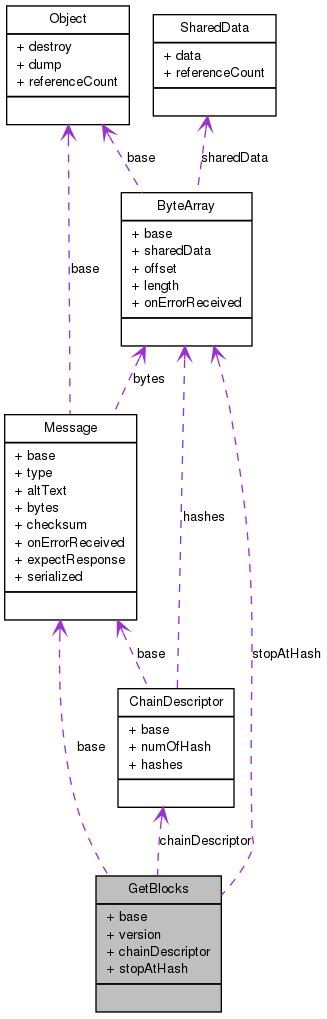 Object
+ destroy
+ dump
+ referenceCount
SharedData
+ data
+ referenceCount
base
sharedData
ByteArray
+ base
+ sharedData
+ offset
+ length
+ onErrorReceived
base
bytes
Message
+ base
+ type
+ altText
+ bytes
+ checksum
+ onErrorReceived
+ expectResponse
+ serialized
hashes
base
stopAtHash
ChainDescriptor
+ base
+ numOfHash
+ hashes
base
chainDescriptor
GetBlocks
+ base
+ version
+ chainDescriptor
+ stopAtHash